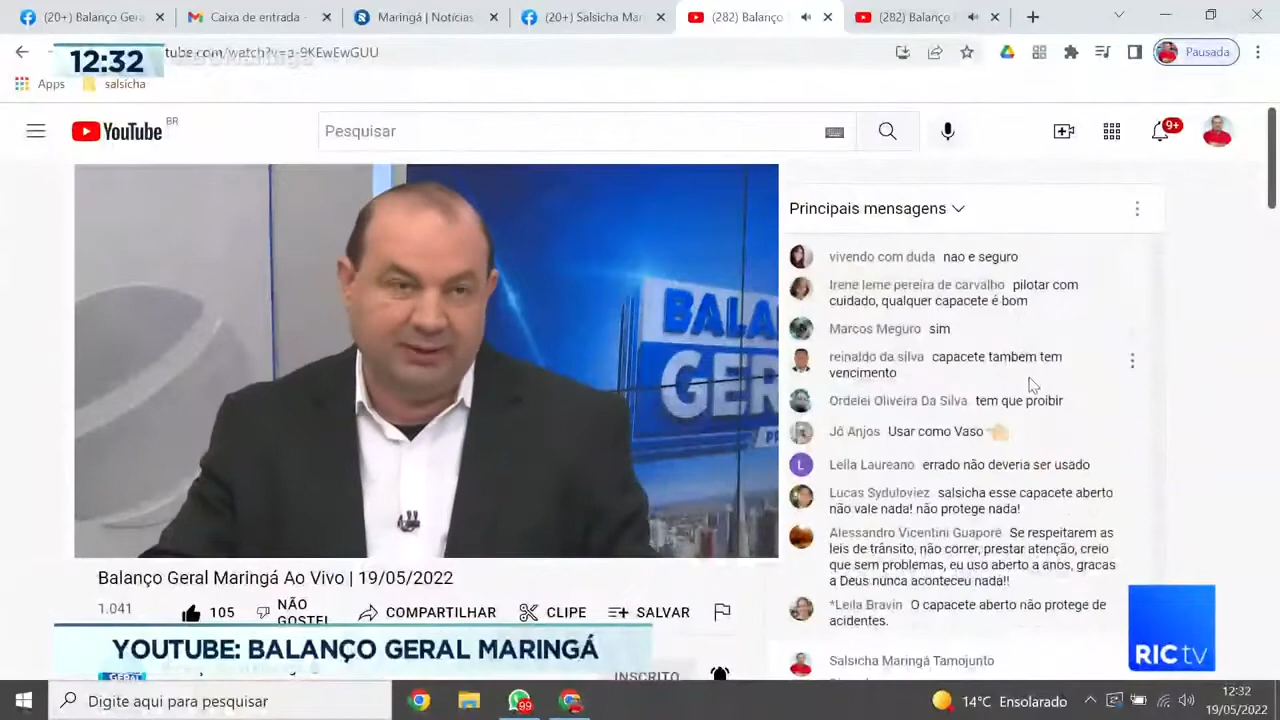 (20+) Balanço Ger
Caixa de entrada
Maringá | Notícias
(20+) Salsicha Mar
(282) Balanço
(282) Balanço
12:32
tube.com/watch?v=a-9KEwEwGUU
Pausada
Apps
salsicha
YouTube BR
Pesquisar
9+
BALA
GERA
Principais mensagens
vivendo com duda nao e seguro
Irene leme pereira de carvalho pilotar com
cuidado, qualquer capacete é bom
Marcos Meguro sim
reinaldo da silva capacete tambem tem
vencimento
Ordelei Oliveira Da Silva tem que proibir
Jô Anjos Usar como Vaso
L
Leila Laureano errado não deveria ser usado
Lucas Syduloviez salsicha esse capacete aberto
não vale nada! não protege nada!
Alessandro Vicentini Guaporé Se respeitarem as
leis de trânsito, não correr, prestar atenção, creio
que sem problemas, eu uso aberto a anos, gracas
a Deus nunca aconteceu nada!!
*Leila Bravin O capacete aberto não protege de
acidentes.
Salsicha Maringá Tamojunto
Balanço Geral Maringá Ao Vivo | 19/05/2022
1.041
105
NÃO
GOSTEI
COMPARTILHAR
CLIPE
SALVAR
YOUTUBE: BALANÇO GERAL MARINGÁ
INSCRITO
RIC tv
Digite aqui para pesquisar
99
14°C Ensolarado
12:32
19/05/2022